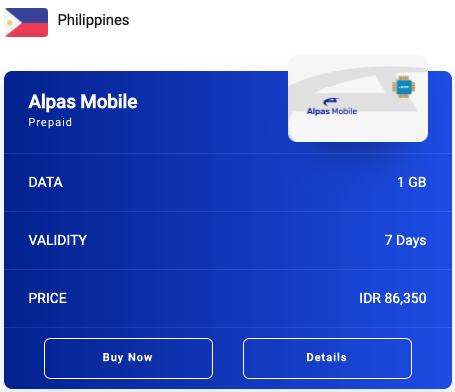 Philippines
Alpas Mobile
Prepaid
Alpas Mobile
DATA
1 GB
VALIDITY
7 Days
PRICE
IDR 86,350
Buy Now
Details